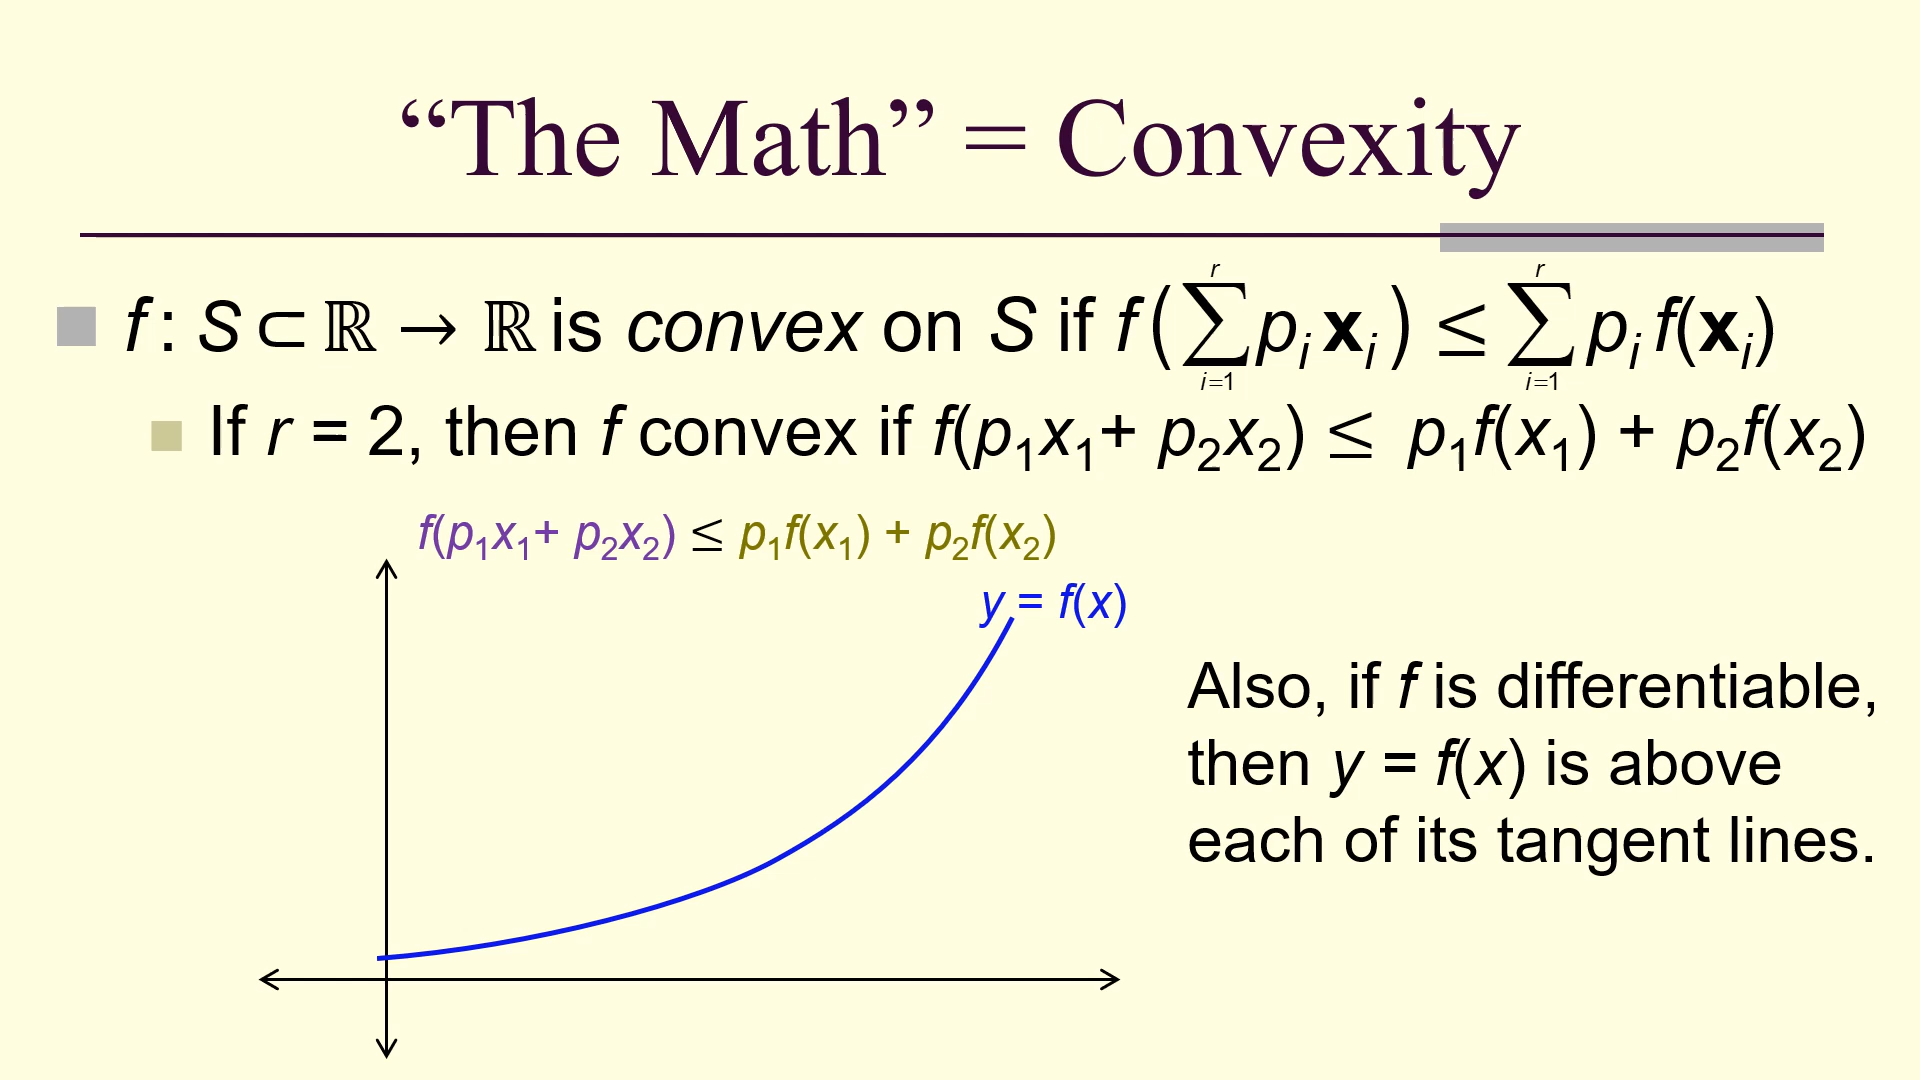 “The Math” = Convexity
f : S ⊂ ℝ → ℝ is convex on S if f(∑_{i=1}^{r} p_i 𝐱_i) ≤ ∑_{i=1}^{r} p_i f(𝐱_i)
If r = 2, then f convex if f(p₁x₁+ p₂x₂) ≤ p₁f(x₁) + p₂f(x₂)
f(p₁x₁+ p₂x₂) ≤ p₁f(x₁) + p₂f(x₂)
y = f(x)
Also, if f is differentiable,
then y = f(x) is above
each of its tangent lines.